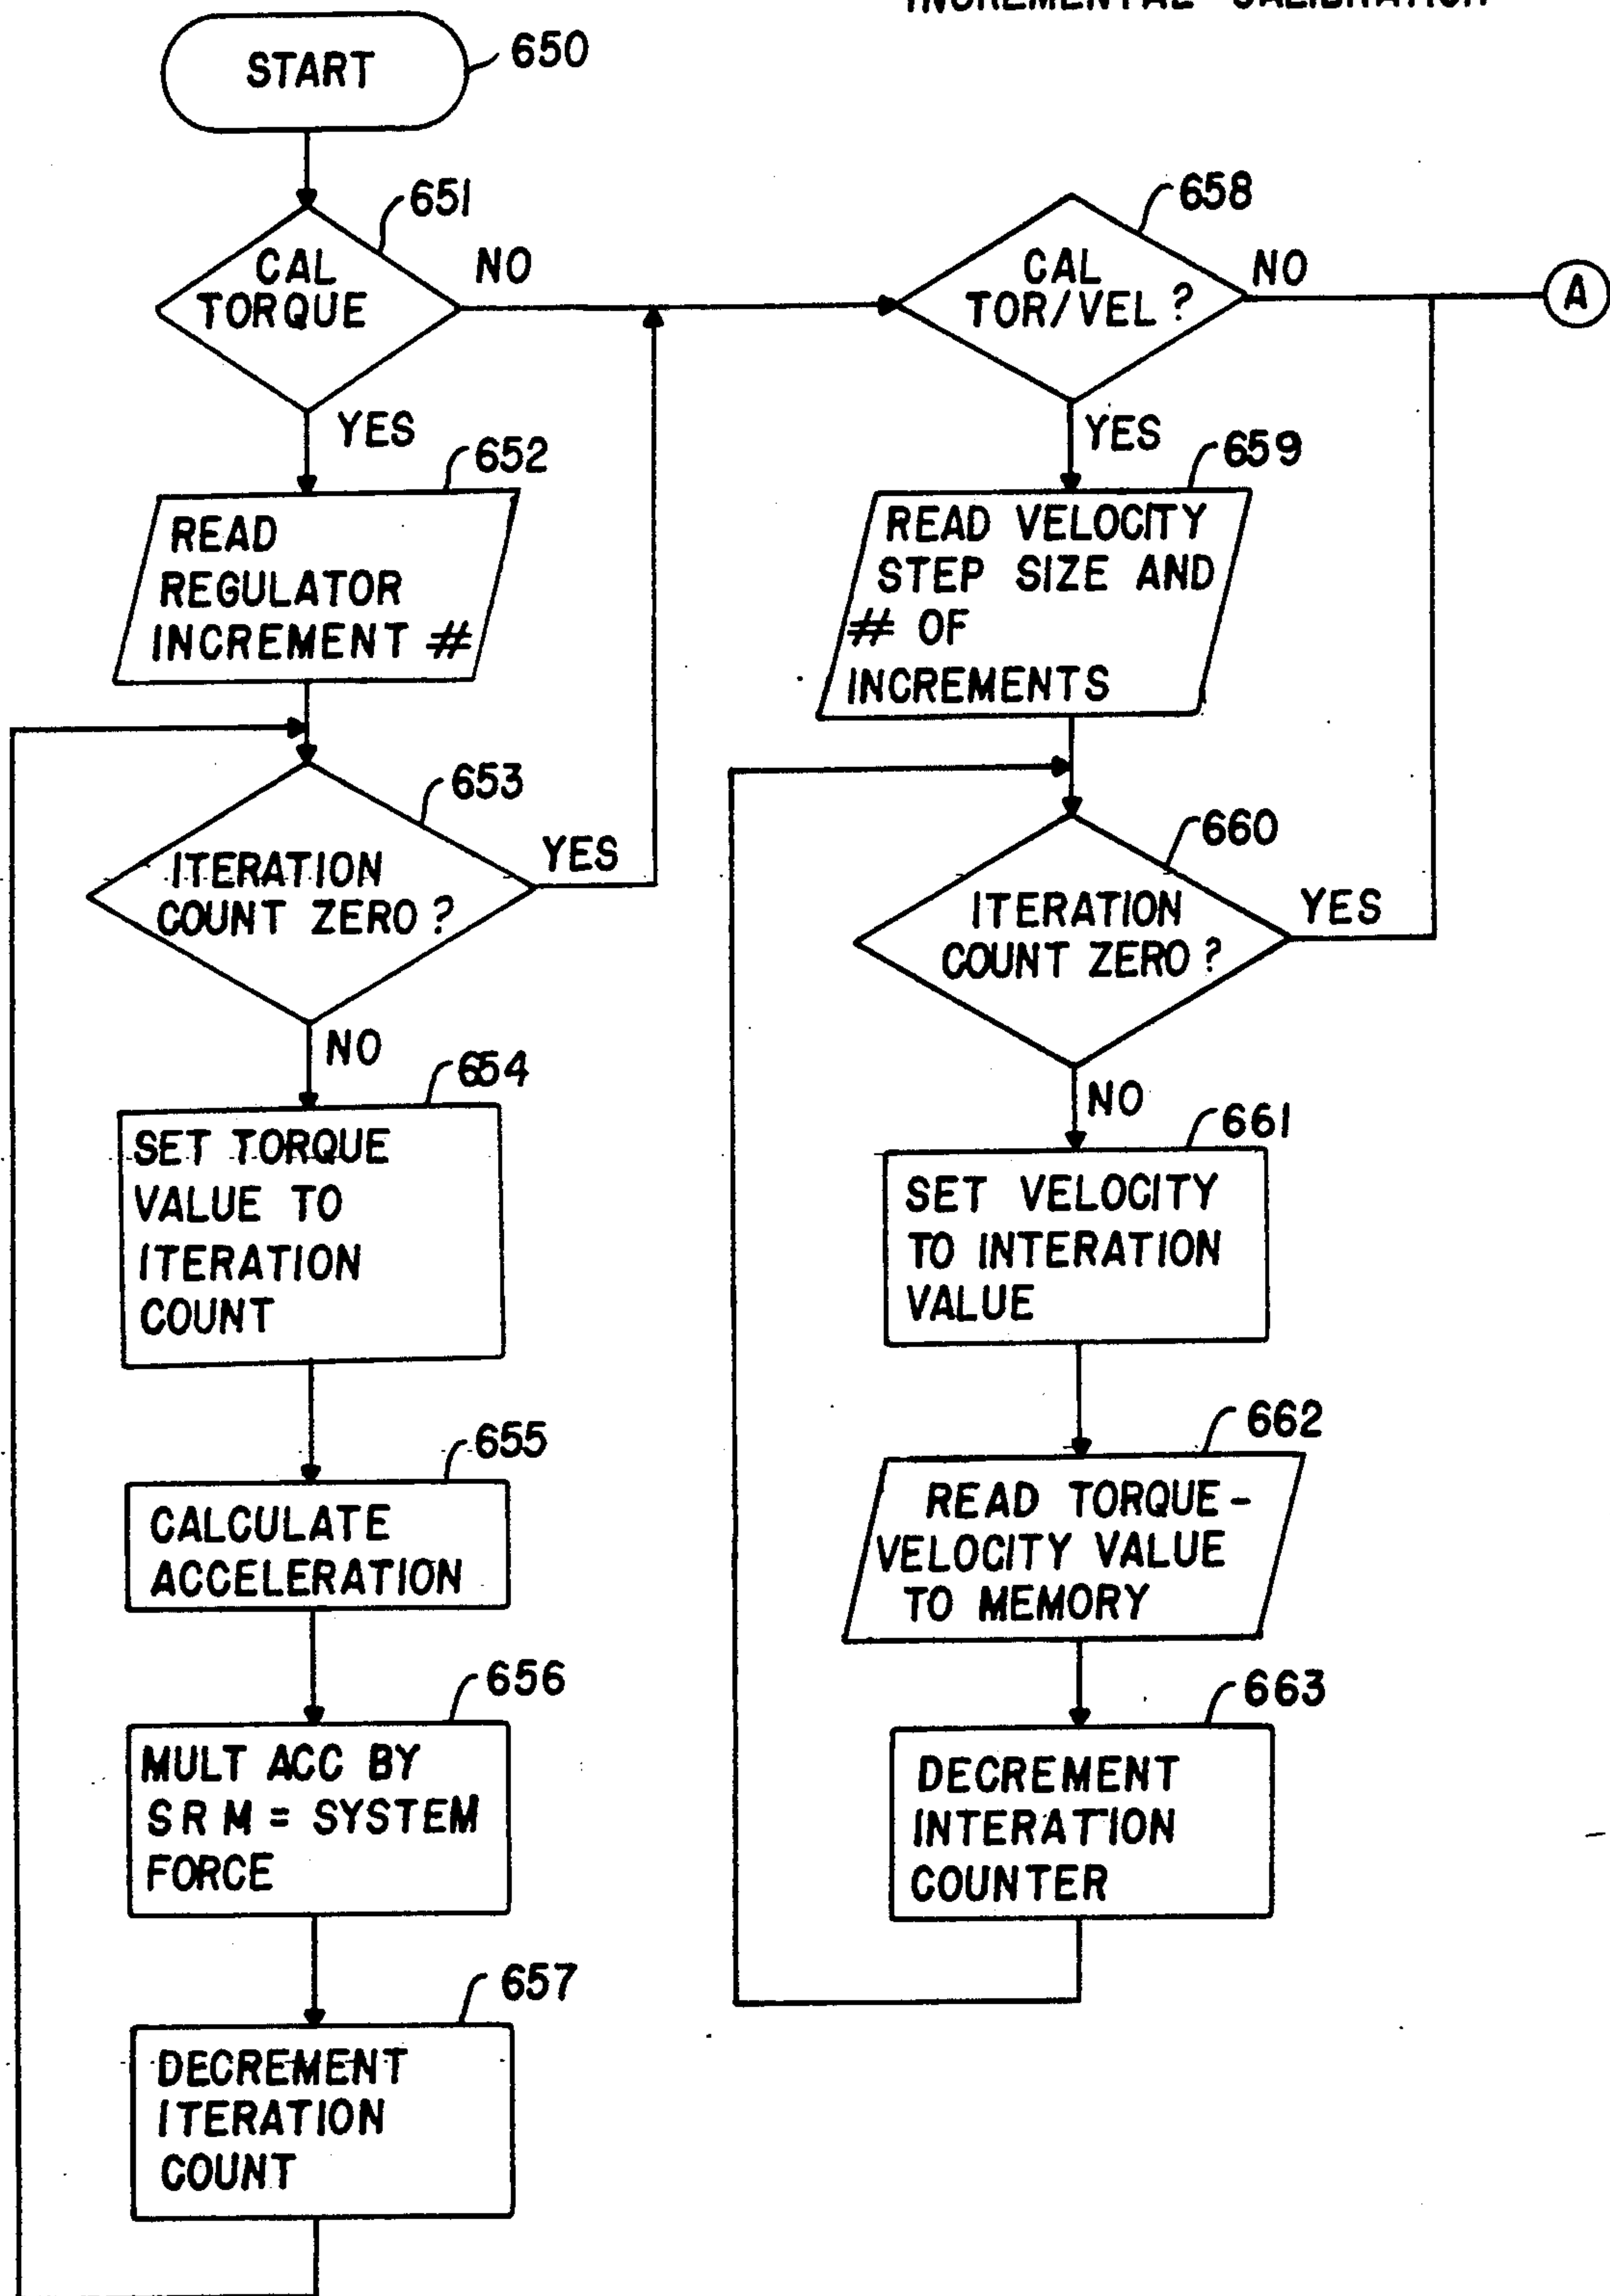 INCREMENTAL CALIBRATION
START
650
651
CAL
TORQUE
NO
YES
652
READ
REGULATOR
INCREMENT #
653
ITERATION
COUNT ZERO?
YES
NO
654
SET TORQUE
VALUE TO
ITERATION
COUNT
655
CALCULATE
ACCELERATION
656
MULT ACC BY
SRM = SYSTEM
FORCE
657
DECREMENT
ITERATION
COUNT
658
CAL
TOR/VEL?
NO
A
YES
659
READ VELOCITY
STEP SIZE AND
# OF
INCREMENTS
660
ITERATION
COUNT ZERO?
YES
NO
661
SET VELOCITY
TO INTERATION
VALUE
662
READ TORQUE-
VELOCITY VALUE
TO MEMORY
663
DECREMENT
INTERATION
COUNTER